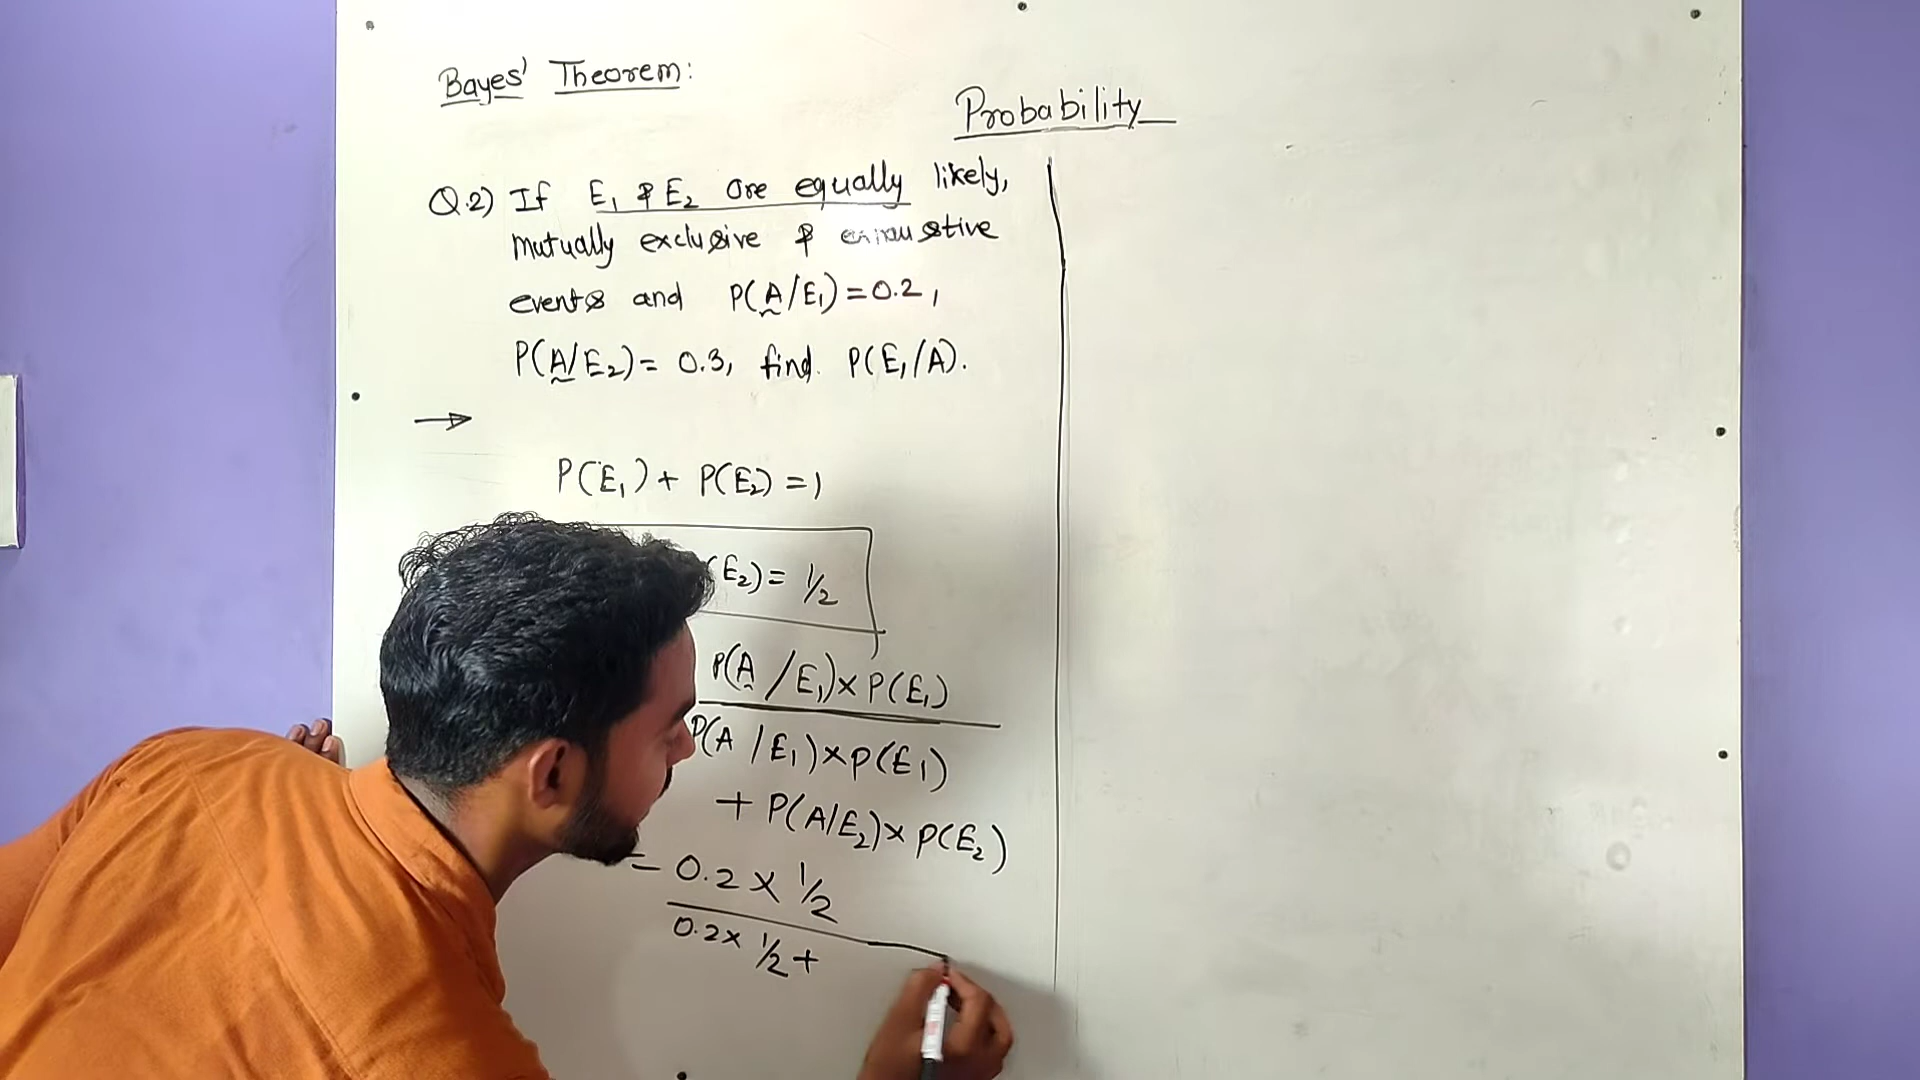 Bayes' Theorem:
Probability
Q.2) If E₁ & E₂ are equally likely,
mutually exclusive & exhaustive
events and P(A/E₁)=0.2,
P(A/E₂)= 0.3, find P(E₁/A).
→
P(E₁)+ P(E₂) =1
(E₂)= 1/2
P(A /E₁)× P(E₁)
P(A /E₁)×P(E₁)
+ P(A/E₂)× P(E₂)
= 0.2 × 1/2
0.2× 1/2 +